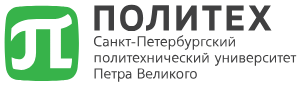 ПОЛИТЕХ
Санкт-Петербургский
политехнический университет
Петра Великого